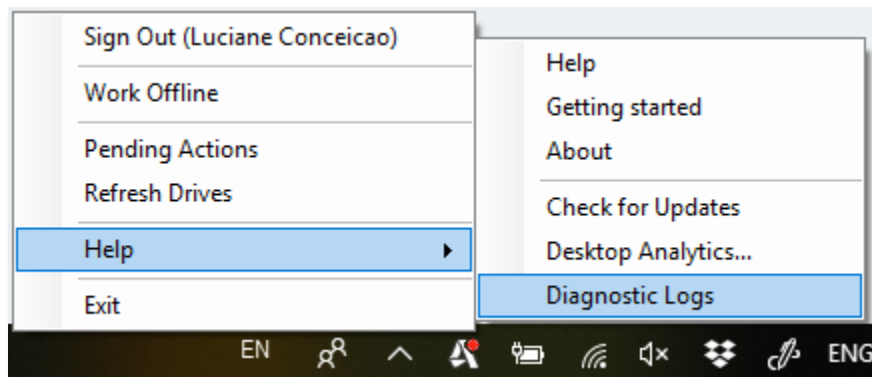 Sign Out (Luciane Conceicao)
Work Offline
Pending Actions
Refresh Drives
Help
Exit
Help
Getting started
About
Check for Updates
Desktop Analytics...
Diagnostic Logs
EN
ENG